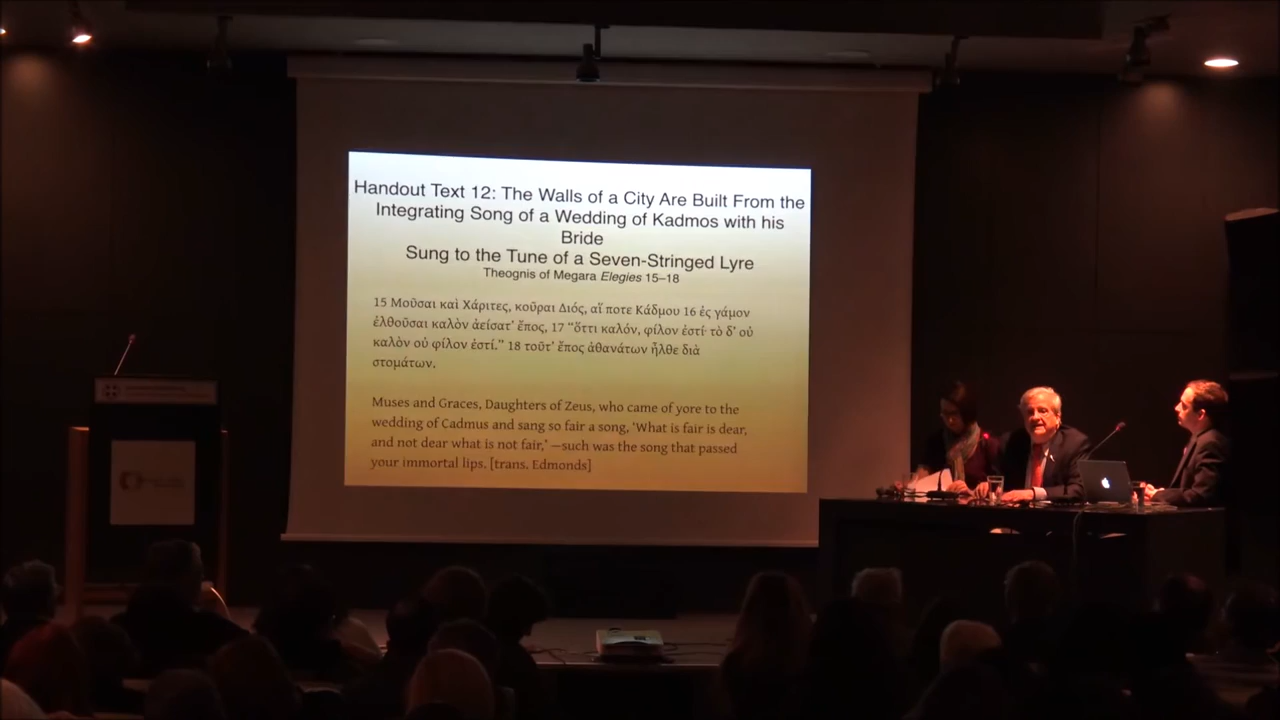 Handout Text 12: The Walls of a City Are Built From the
Integrating Song of a Wedding of Kadmos with his
Bride
Sung to the Tune of a Seven-Stringed Lyre
Theognis of Megara Elegies 15–18
15 Μοῦσαι καὶ Χάριτες, κοῦραι Διός, αἵ ποτε Κάδμου 16 ἐς γάμον
ἐλθοῦσαι καλὸν ἀείσατ’ ἔπος, 17 “ὅττι καλόν, φίλον ἐστί· τὸ δ’ οὐ
καλὸν οὐ φίλον ἐστί.” 18 τοῦτ’ ἔπος ἀθανάτων ἦλθε διὰ
στομάτων.
Muses and Graces, Daughters of Zeus, who came of yore to the
wedding of Cadmus and sang so fair a song, ‘What is fair is dear,
and not dear what is not fair,’ —such was the song that passed
your immortal lips. [trans. Edmonds]